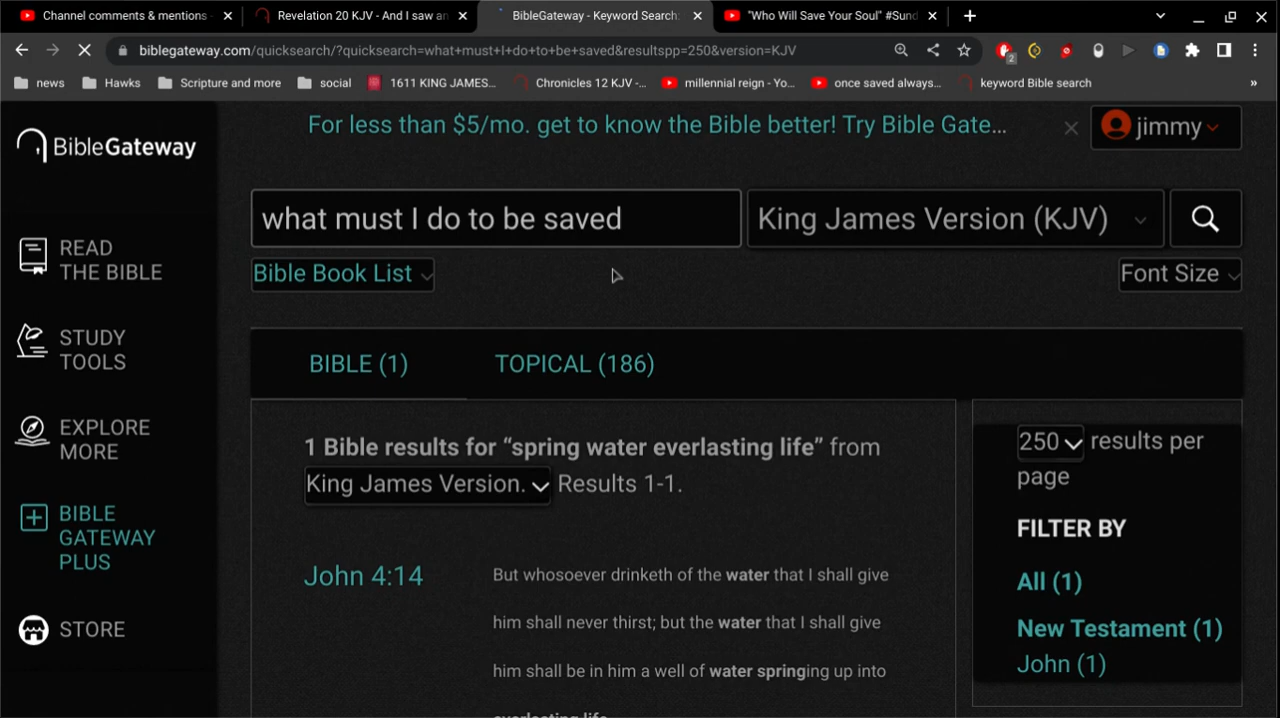 Channel comments & mentions -
Revelation 20 KJV - And I saw an
BibleGateway - Keyword Search:
"Who Will Save Your Soul" #Sund
biblegateway.com/quicksearch/?quicksearch=what+must+I+do+to+be+saved&resultspp=250&version=KJV
2
news
Hawks
Scripture and more
social
1611 KING JAMES...
Chronicles 12 KJV -...
millennial reign - Yo...
once saved always...
keyword Bible search
»
BibleGateway
For less than $5/mo. get to know the Bible better! Try Bible Gate...
jimmy
what must I do to be saved
King James Version (KJV)
Bible Book List
Font Size
READ
THE BIBLE
STUDY
TOOLS
EXPLORE
MORE
BIBLE
GATEWAY
PLUS
STORE
BIBLE (1)
TOPICAL (186)
1 Bible results for “spring water everlasting life” from
King James Version. Results 1-1.
John 4:14
But whosoever drinketh of the water that I shall give
him shall never thirst; but the water that I shall give
him shall be in him a well of water springing up into
everlasting life.
250 results per
page
FILTER BY
All (1)
New Testament (1)
John (1)